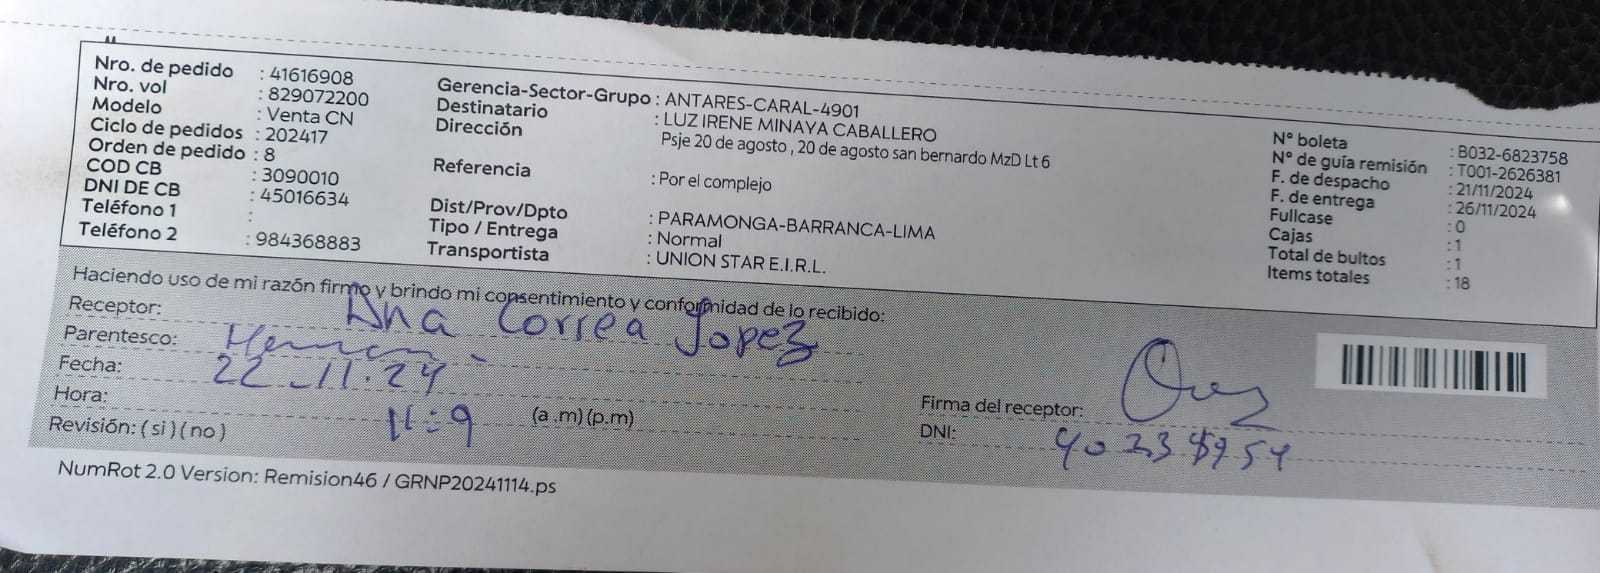 Nro. de pedido : 41616908
Nro. vol : 829072200
Modelo : Venta CN
Ciclo de pedidos : 202417
Orden de pedido : 8
COD CB : 3090010
DNI DE CB : 45016634
Teléfono 1 :
Teléfono 2 : 984368883
Gerencia-Sector-Grupo : ANTARES-CARAL-4901
Destinatario : LUZ IRENE MINAYA CABALLERO
Dirección Psje 20 de agosto , 20 de agosto san bernardo MzD Lt 6
Referencia : Por el complejo
Dist/Prov/Dpto : PARAMONGA-BARRANCA-LIMA
Tipo / Entrega : Normal
Transportista : UNION STAR E.I.R.L.
N° boleta : B032-6823758
N° de guía remisión : T001-2626381
F. de despacho : 21/11/2024
F. de entrega : 26/11/2024
Fullcase : 0
Cajas : 1
Total de bultos : 1
Items totales : 18
Haciendo uso de mi razón firmo y brindo mi consentimiento y conformidad de lo recibido:
Receptor: Ana Correa Lopez
Parentesco:
Fecha: 22-11-24
Hora: 11:9 (a .m) (p.m)
Revisión: ( si ) ( no )
Firma del receptor:
DNI:
NumRot 2.0 Version: Remision46 / GRNP20241114.ps